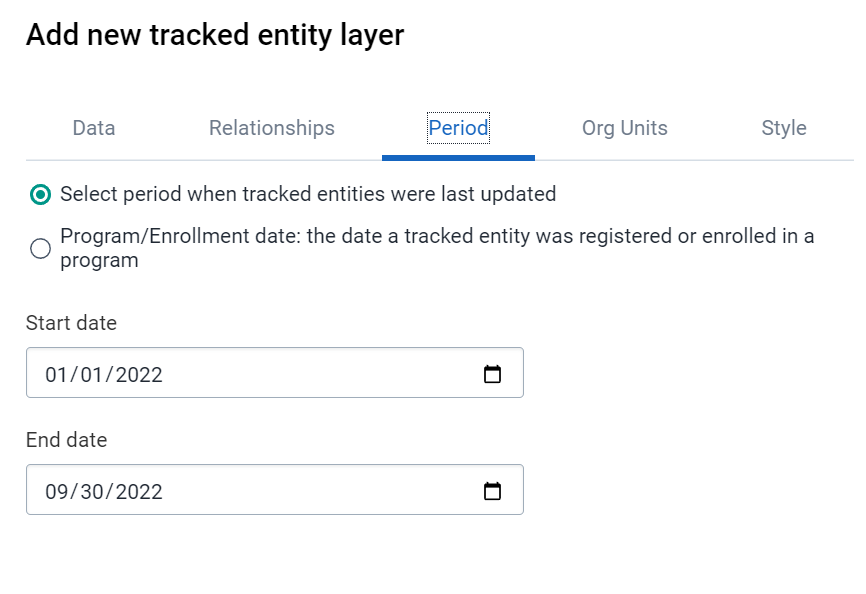 Add new tracked entity layer
Data Relationships Period Org Units Style
Select period when tracked entities were last updated
Program/Enrollment date: the date a tracked entity was registered or enrolled in a
program
Start date
01/01/2022
End date
09/30/2022